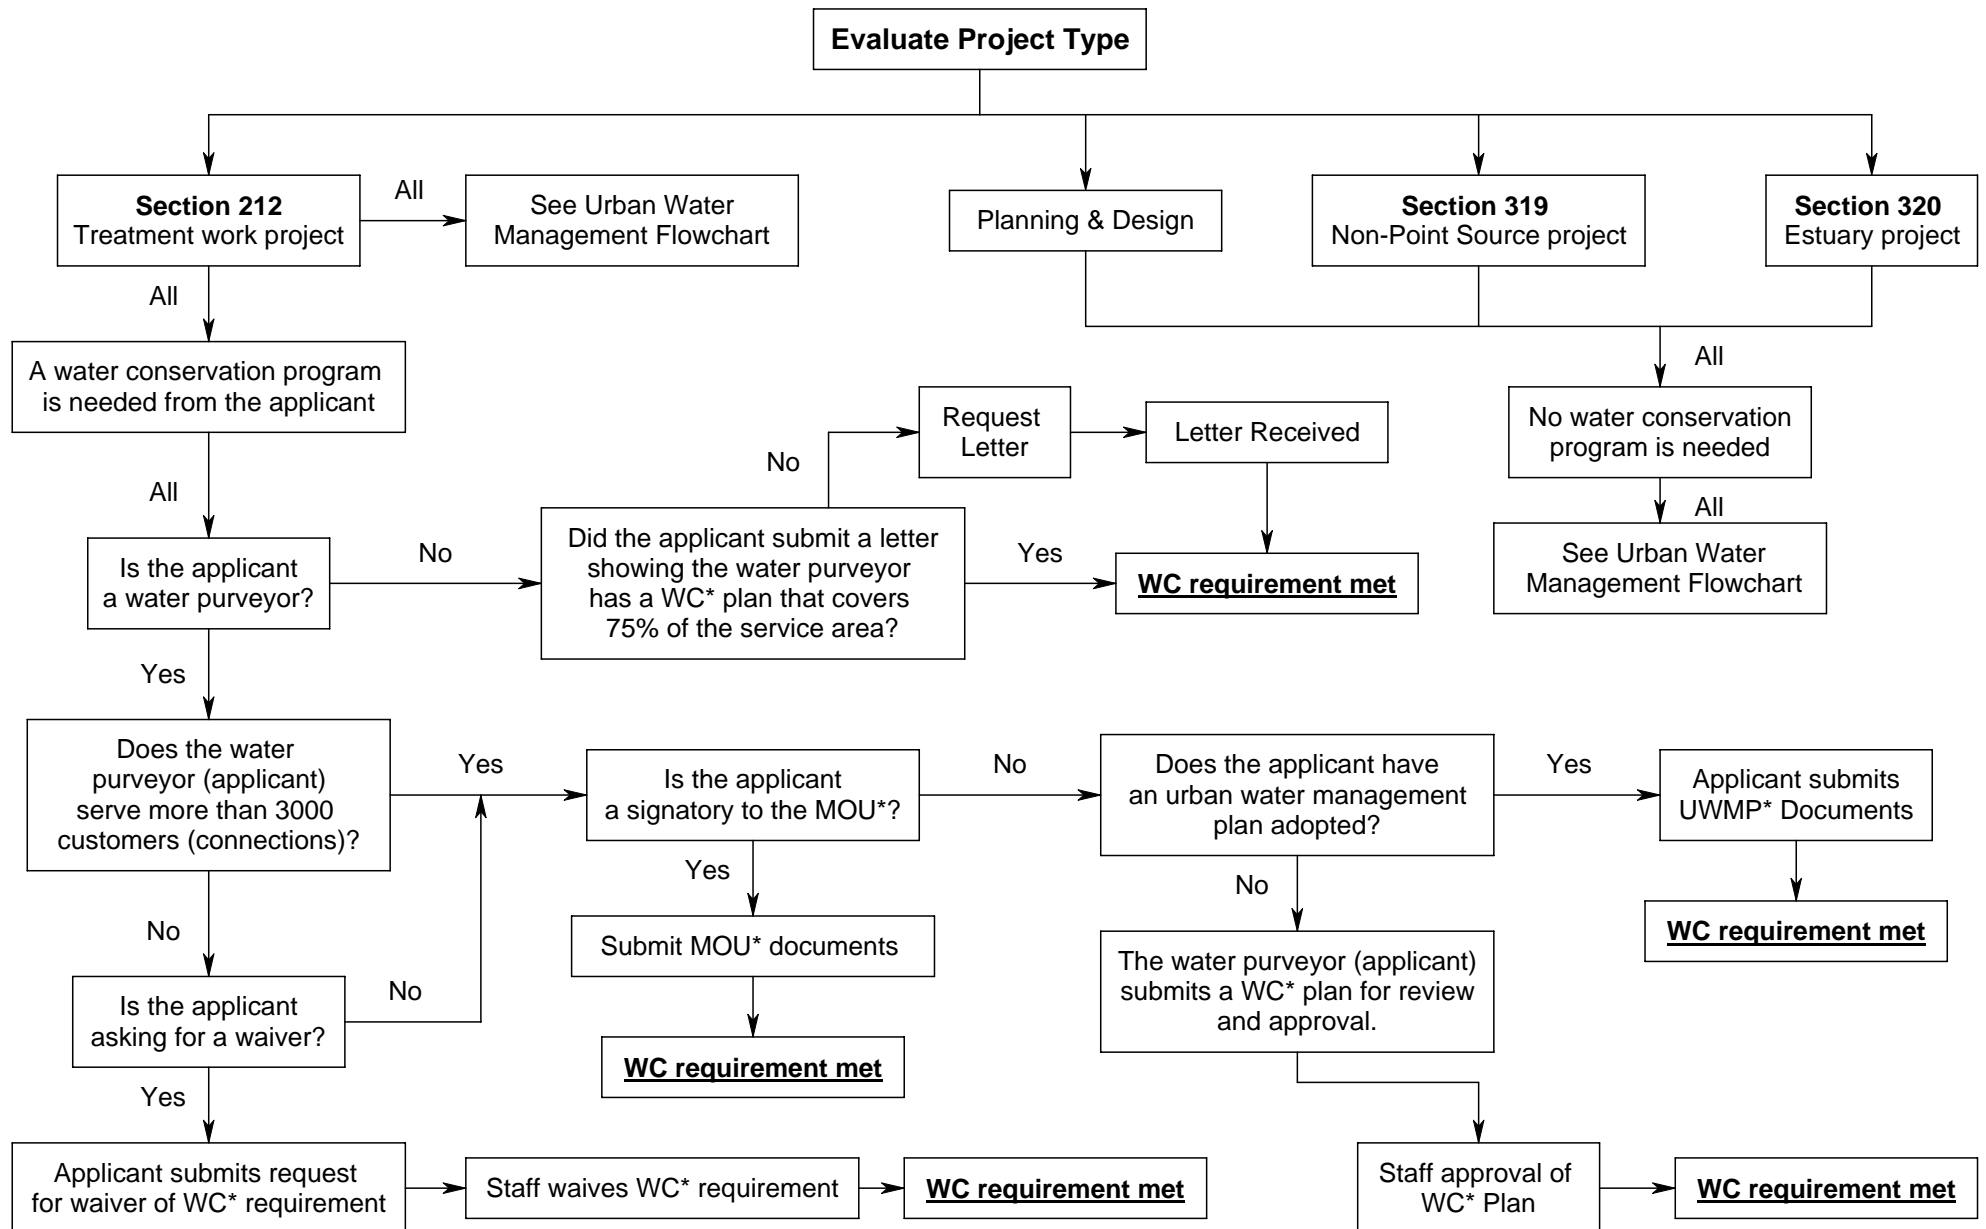 Evaluate Project Type
Section 212
Treatment work project
All
See Urban Water
Management Flowchart
Planning & Design
Section 319
Non-Point Source project
Section 320
Estuary project
All
A water conservation program
is needed from the applicant
All
No water conservation
program is needed
All
See Urban Water
Management Flowchart
All
Is the applicant
a water purveyor?
No
Did the applicant submit a letter
showing the water purveyor
has a WC* plan that covers
75% of the service area?
No
Request
Letter
Letter Received
Yes
WC requirement met
Yes
Does the water
purveyor (applicant)
serve more than 3000
customers (connections)?
Yes
Is the applicant
a signatory to the MOU*?
No
Does the applicant have
an urban water management
plan adopted?
Yes
Applicant submits
UWMP* Documents
WC requirement met
Yes
Submit MOU* documents
WC requirement met
No
The water purveyor (applicant)
submits a WC* plan for review
and approval.
No
Is the applicant
asking for a waiver?
No
Yes
Applicant submits request
for waiver of WC* requirement
Staff waives WC* requirement
WC requirement met
Staff approval of
WC* Plan
WC requirement met